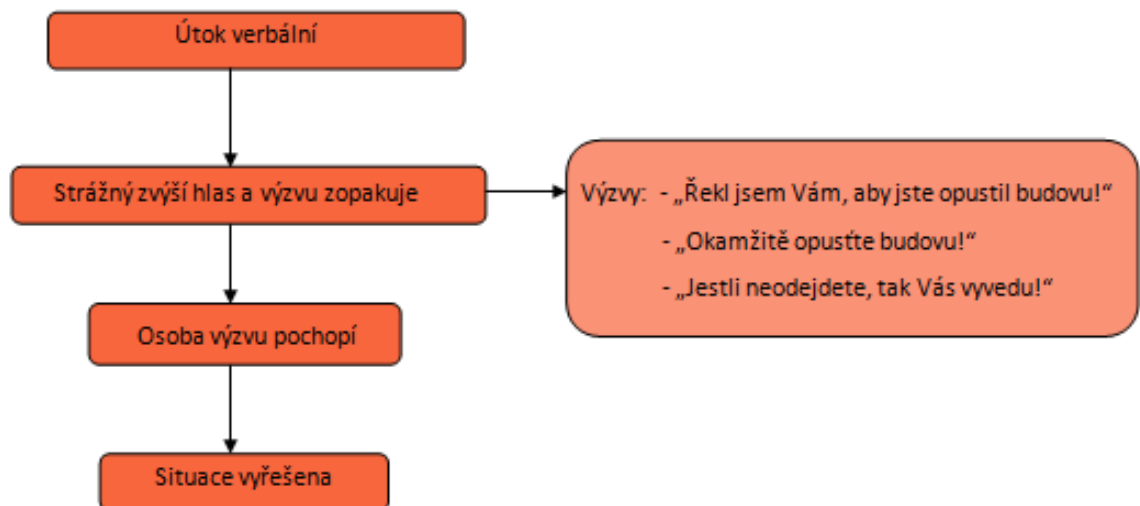 Útok verbální
Strážný zvýší hlas a výzvu zopakuje
Výzvy: - „Řekl jsem Vám, aby jste opustil budovu!“
- „Okamžitě opusťte budovu!“
- „Jestli neodejdete, tak Vás vyvedu!“
Osoba výzvu pochopí
Situace vyřešena